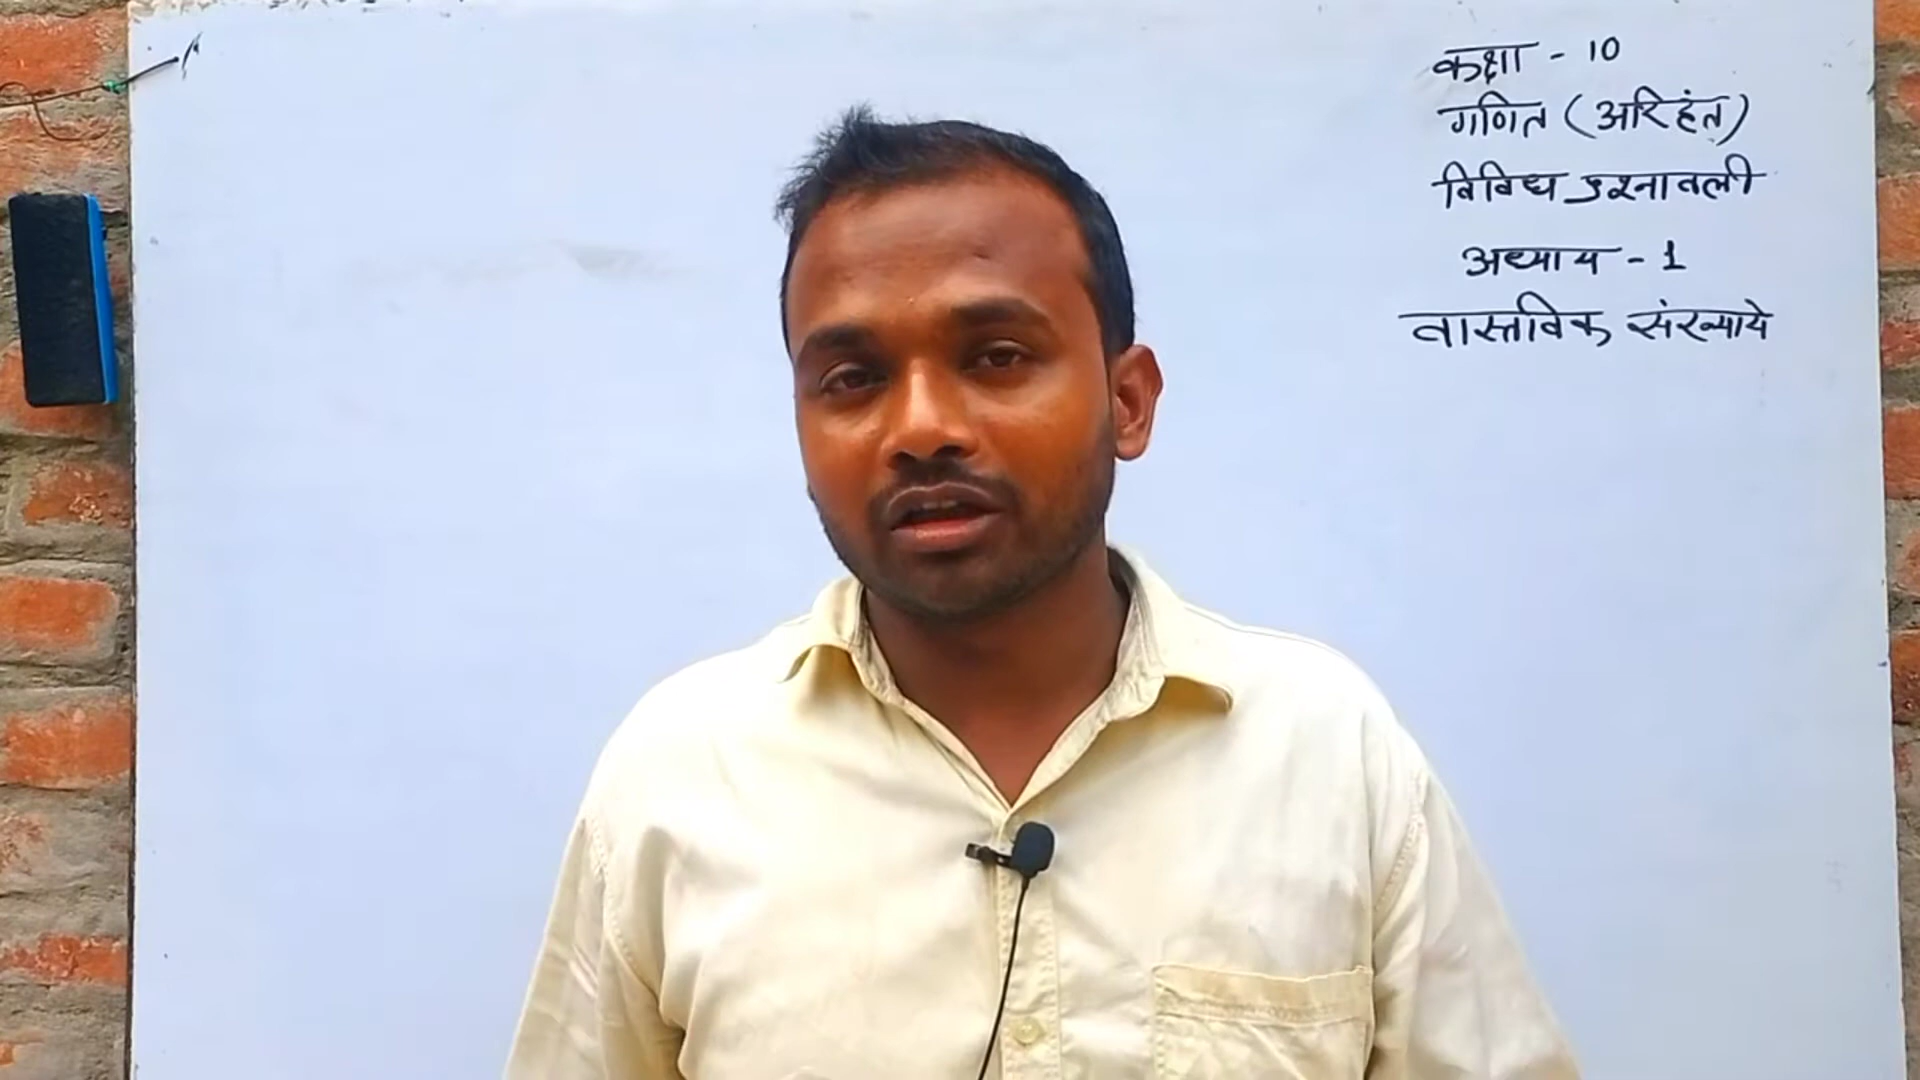 कक्षा - 10
गणित (अरिहंत)
विविध प्रश्नावली
अध्याय - 1
वास्तविक संख्याये